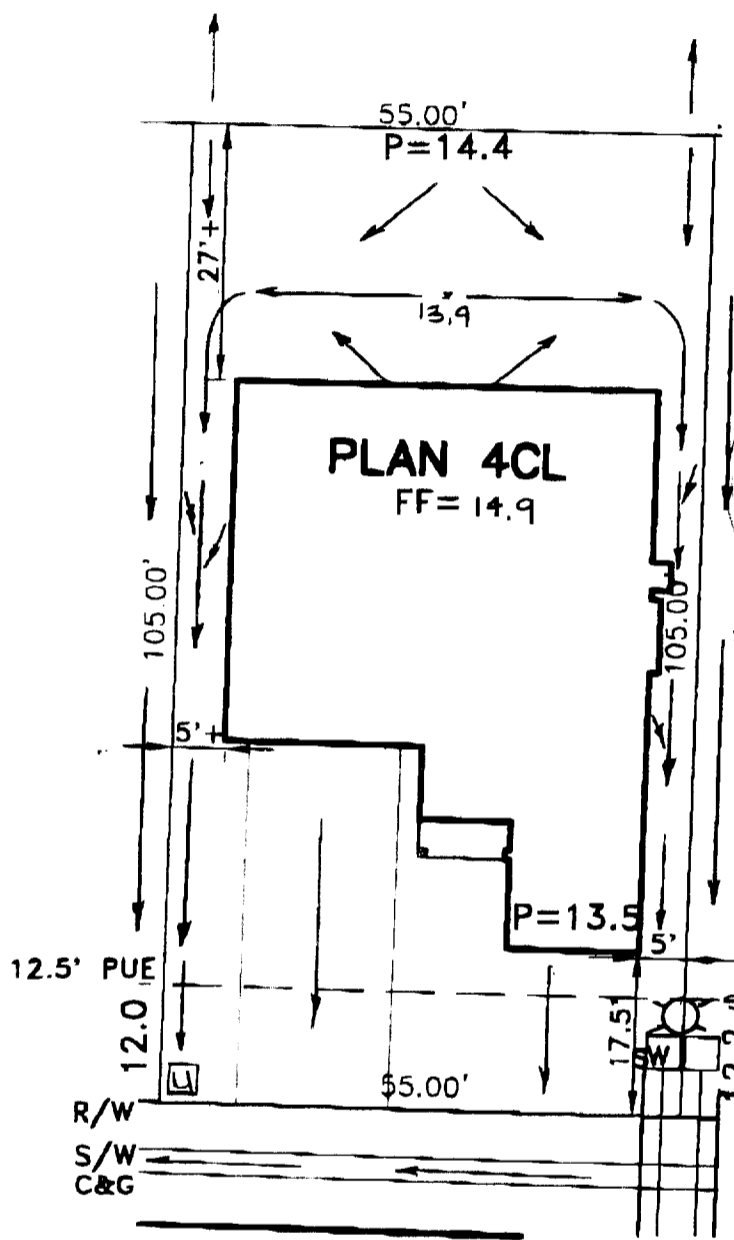 55.00'
P=14.4
27'+
13.9
PLAN 4CL
FF= 14.9
105.00'
105.00
5'+
P=13.5
5'
12.5' PUE
12.0
17.5'
SW
U
55.00'
R/W
S/W
C&G